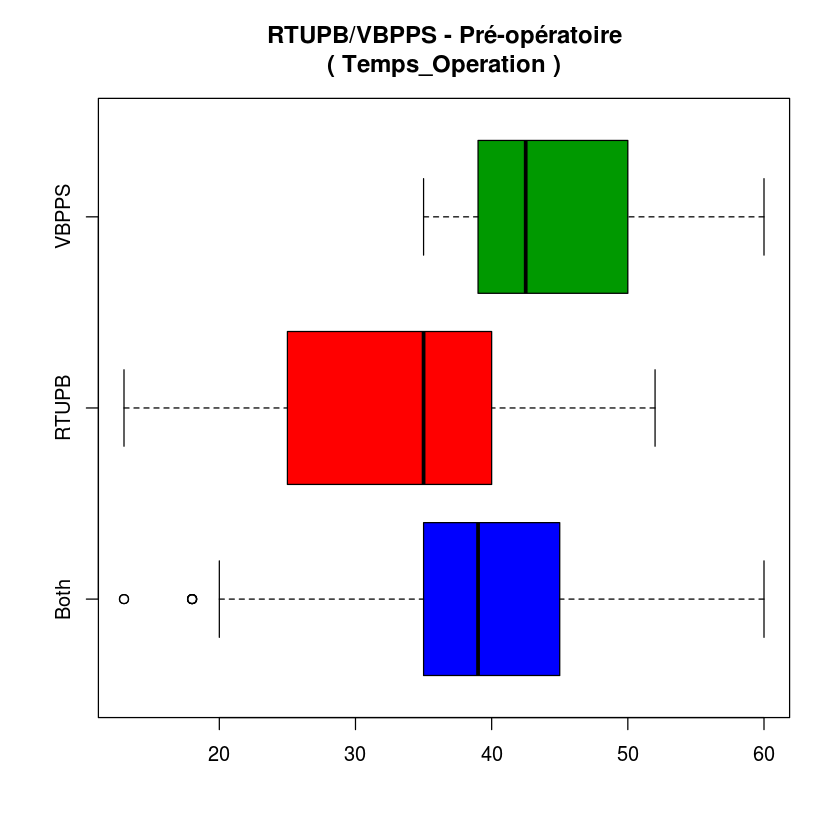 RTUPB/VBPPS - Pré-opératoire
( Temps_Operation )
VBPPS
RTUPB
Both
20 30 40 50 60